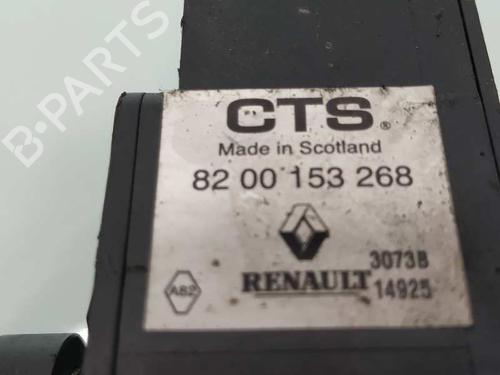 B-PARTS
CTS®
Made in Scotland
82 00 153 268
3073B
RENAULT 14925
A82